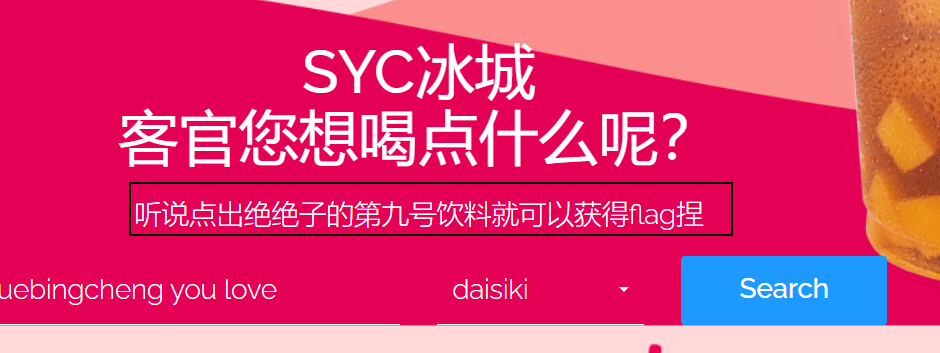 SYC冰城
客官您想喝点什么呢？
听说点出绝绝子的第九号饮料就可以获得flag捏
uebingcheng you love
daisiki
Search